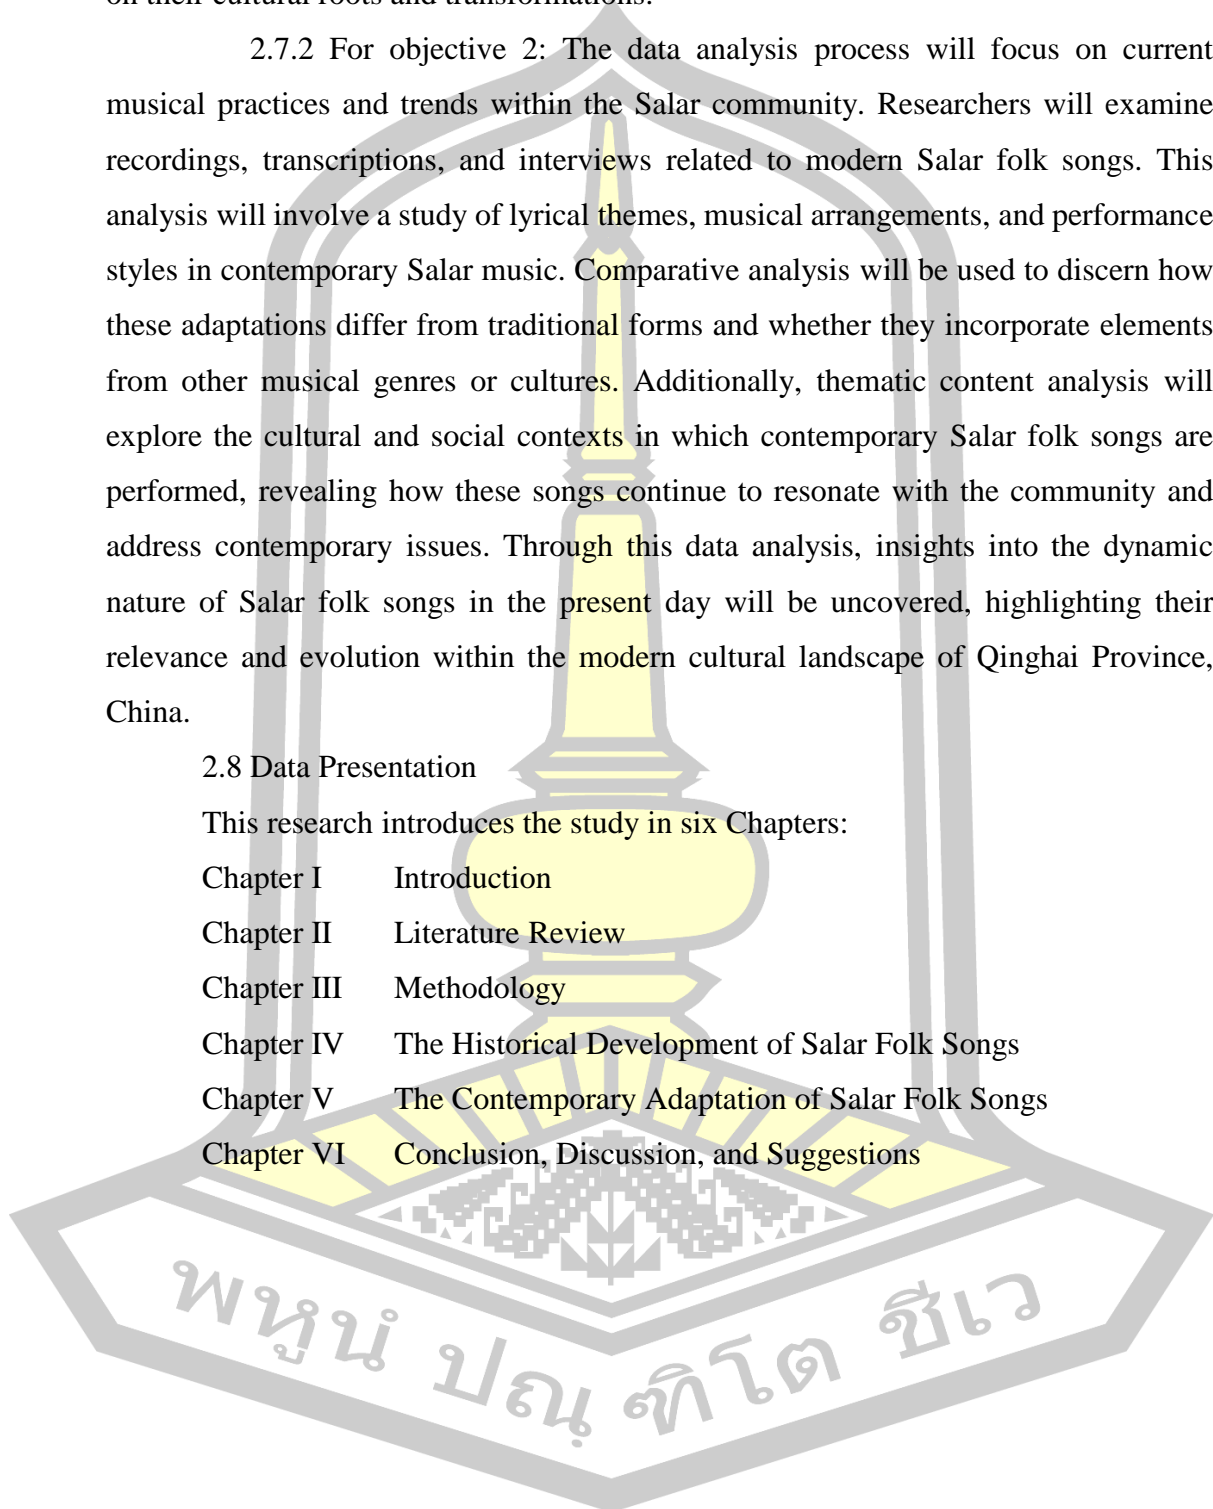 on their cultural roots and transformations.
2.7.2 For objective 2: The data analysis process will focus on current
musical practices and trends within the Salar community. Researchers will examine
recordings, transcriptions, and interviews related to modern Salar folk songs. This
analysis will involve a study of lyrical themes, musical arrangements, and performance
styles in contemporary Salar music. Comparative analysis will be used to discern how
these adaptations differ from traditional forms and whether they incorporate elements
from other musical genres or cultures. Additionally, thematic content analysis will
explore the cultural and social contexts in which contemporary Salar folk songs are
performed, revealing how these songs continue to resonate with the community and
address contemporary issues. Through this data analysis, insights into the dynamic
nature of Salar folk songs in the present day will be uncovered, highlighting their
relevance and evolution within the modern cultural landscape of Qinghai Province,
China.
2.8 Data Presentation
This research introduces the study in six Chapters:
Chapter Ⅰ Introduction
Chapter Ⅱ Literature Review
Chapter Ⅲ Methodology
Chapter Ⅳ The Historical Development of Salar Folk Songs
Chapter Ⅴ The Contemporary Adaptation of Salar Folk Songs
Chapter Ⅵ Conclusion, Discussion, and Suggestions
พหูนํ ปณฺฑิโต ชีเว